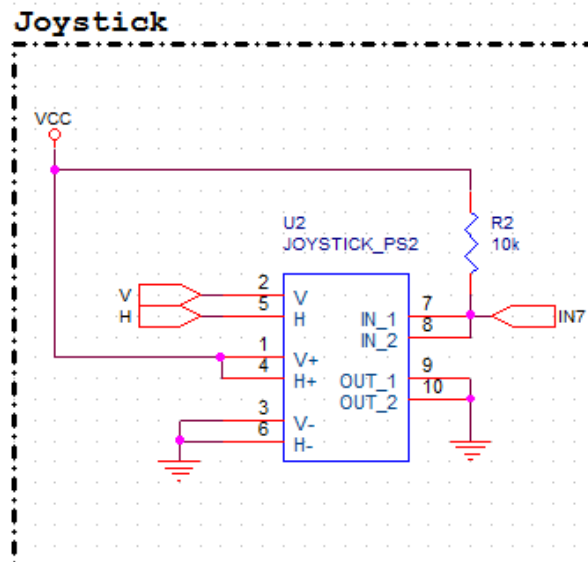 Joystick
VCC
U2
JOYSTICK_PS2
R2
10k
V
H
2
5
V
H
7
8
IN_1
IN_2
IN7
1
4
V+
H+
9
10
OUT_1
OUT_2
3
6
V-
H-